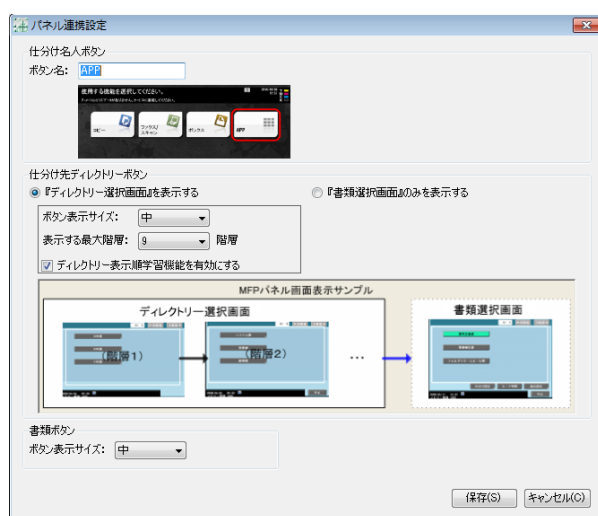 パネル連携設定
仕分け名人ボタン
ボタン名: APP
使用する機能を選択してください。
コピー
ファクス/
スキャン
ボックス
APP
仕分け先ディレクトリーボタン
『ディレクトリー選択画面』を表示する
『書類選択画面』のみを表示する
ボタン表示サイズ: 中
表示する最大階層: 9 階層
ディレクトリー表示順学習機能を有効にする
MFPパネル画面表示サンプル
ディレクトリー選択画面
書類選択画面
(階層1)
(階層2)
...
書類ボタン
ボタン表示サイズ: 中
保存(S)
キャンセル(C)